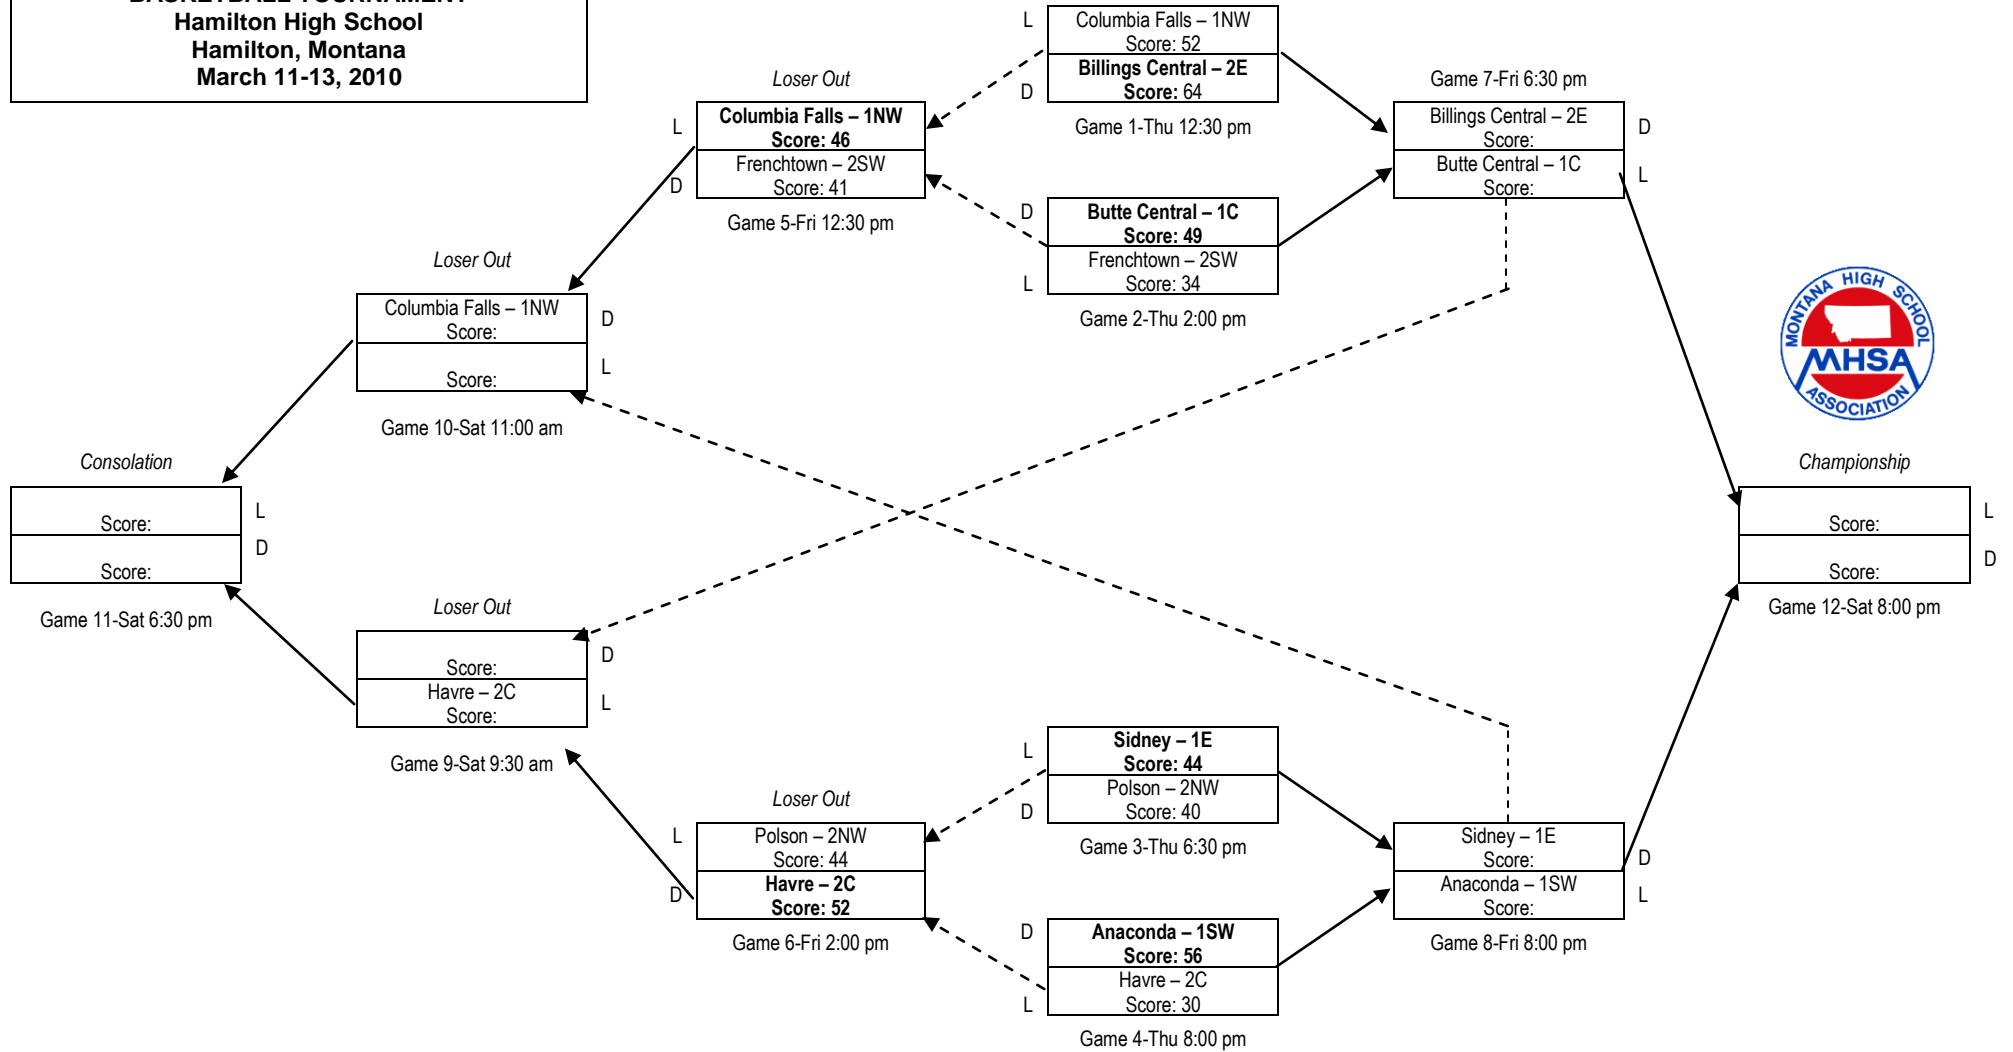 BASKETBALL TOURNAMENT
Hamilton High School
Hamilton, Montana
March 11-13, 2010
L
Columbia Falls – 1NW
Score: 52
Billings Central – 2E
Score: 64
D
Game 1-Thu 12:30 pm
Loser Out
L
Columbia Falls – 1NW
Score: 46
Frenchtown – 2SW
Score: 41
D
Game 5-Fri 12:30 pm
Game 7-Fri 6:30 pm
Billings Central – 2E
Score:
D
Butte Central – 1C
Score:
L
D
Butte Central – 1C
Score: 49
Frenchtown – 2SW
Score: 34
L
Game 2-Thu 2:00 pm
Loser Out
Columbia Falls – 1NW
Score:
D
Score:
L
Game 10-Sat 11:00 am
MONTANA HIGH SCHOOL
MHSA
ASSOCIATION
Consolation
Score:
L
Score:
D
Game 11-Sat 6:30 pm
Championship
Score:
L
Score:
D
Game 12-Sat 8:00 pm
Loser Out
Score:
D
Havre – 2C
Score:
L
Game 9-Sat 9:30 am
L
Sidney – 1E
Score: 44
Polson – 2NW
Score: 40
D
Game 3-Thu 6:30 pm
Loser Out
L
Polson – 2NW
Score: 44
Havre – 2C
Score: 52
D
Game 6-Fri 2:00 pm
Sidney – 1E
Score:
D
Anaconda – 1SW
Score:
L
Game 8-Fri 8:00 pm
D
Anaconda – 1SW
Score: 56
Havre – 2C
Score: 30
L
Game 4-Thu 8:00 pm